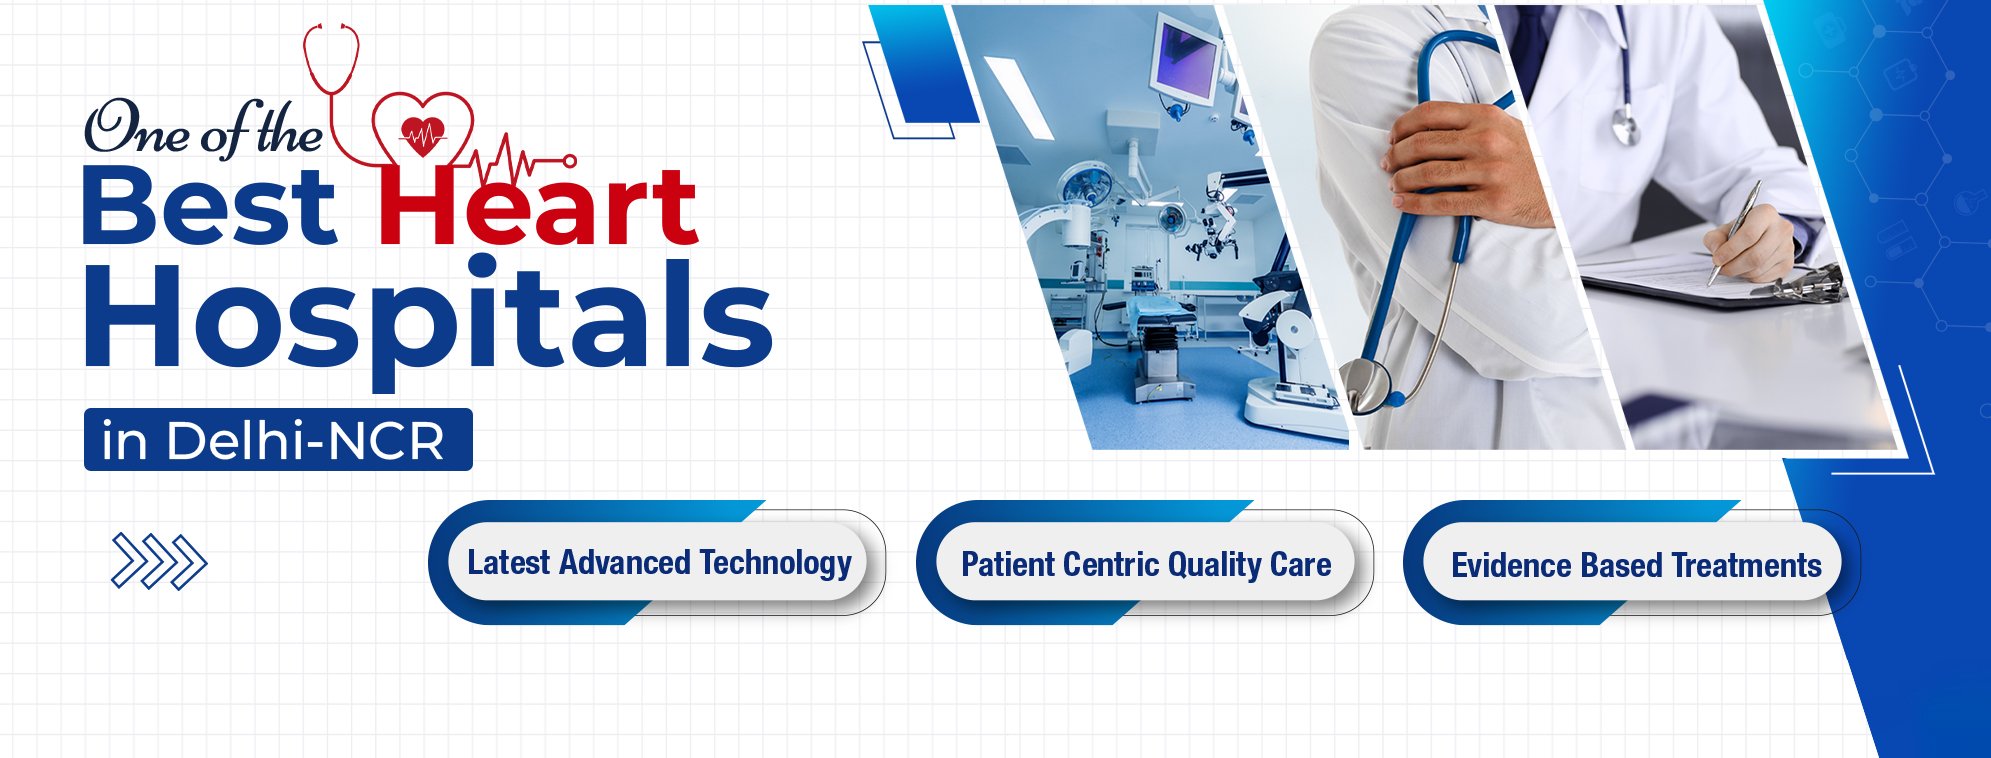 One of the
Best Heart
Hospitals
in Delhi-NCR
Latest Advanced Technology
Patient Centric Quality Care
Evidence Based Treatments